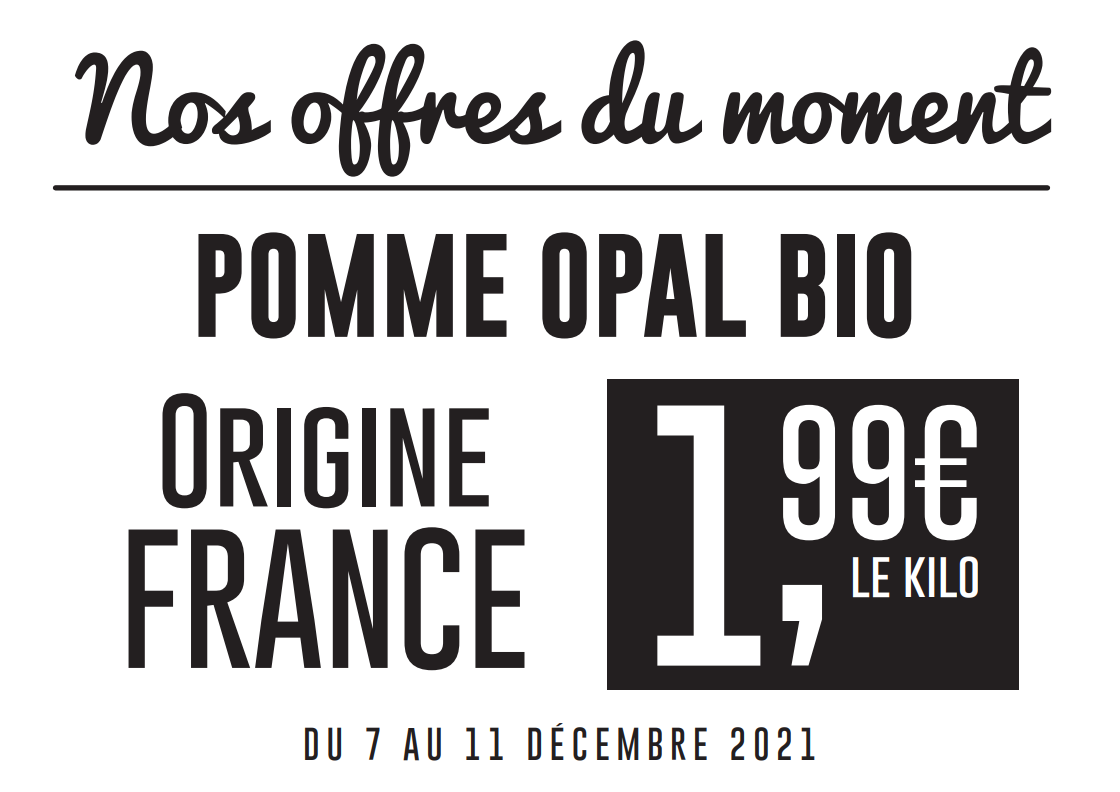 Nos offres du moment
POMME OPAL BIO
ORIGINE
FRANCE
1,99€
LE KILO
DU 7 AU 11 DÉCEMBRE 2021